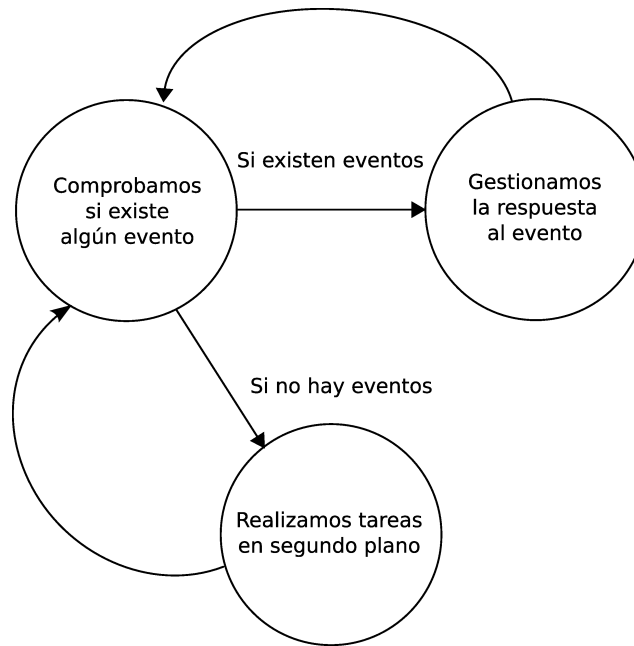 Comprobamos
si existe
algún evento
Si existen eventos
Gestionamos
la respuesta
al evento
Si no hay eventos
Realizamos tareas
en segundo plano